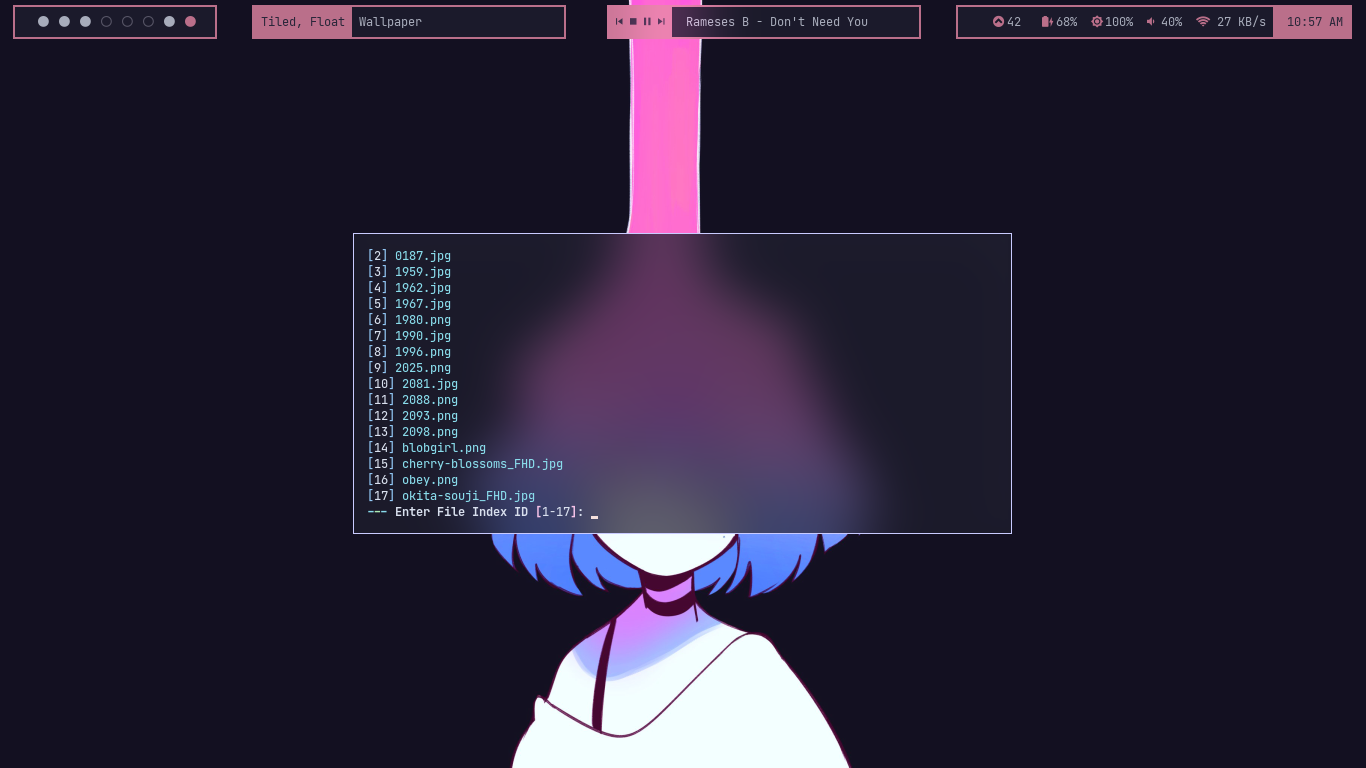 Tiled, Float Wallpaper
Rameses B - Don't Need You
42 68% 100% 40% 27 KB/s 10:57 AM
[2] 0187.jpg
[3] 1959.jpg
[4] 1962.jpg
[5] 1967.jpg
[6] 1980.png
[7] 1990.jpg
[8] 1996.png
[9] 2025.png
[10] 2081.jpg
[11] 2088.png
[12] 2093.png
[13] 2098.png
[14] blobgirl.png
[15] cherry-blossoms_FHD.jpg
[16] obey.png
[17] okita-souji_FHD.jpg
--- Enter File Index ID [1-17]: _